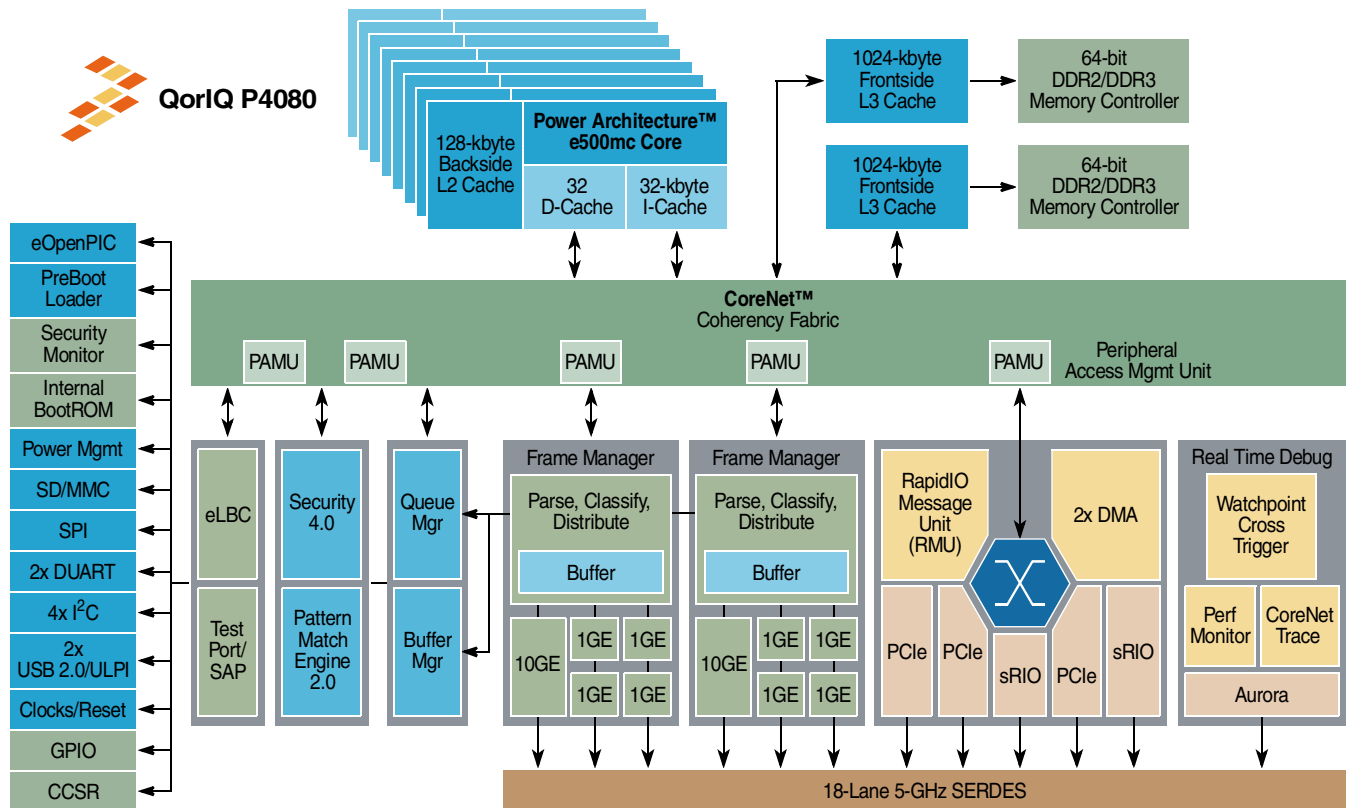 QorIQ P4080
128-kbyte
Backside
L2 Cache
Power Architecture™
e500mc Core
32
D-Cache
32-kbyte
I-Cache
1024-kbyte
Frontside
L3 Cache
64-bit
DDR2/DDR3
Memory Controller
1024-kbyte
Frontside
L3 Cache
64-bit
DDR2/DDR3
Memory Controller
eOpenPIC
PreBoot
Loader
Security
Monitor
Internal
BootROM
Power Mgmt
SD/MMC
SPI
2x DUART
4x I²C
2x
USB 2.0/ULPI
Clocks/Reset
GPIO
CCSR
CoreNet™
Coherency Fabric
PAMU
PAMU
PAMU
PAMU
PAMU
Peripheral
Access Mgmt Unit
eLBC
Test
Port/
SAP
Security
4.0
Pattern
Match
Engine
2.0
Queue
Mgr
Buffer
Mgr
Frame Manager
Parse, Classify,
Distribute
Buffer
10GE
1GE
1GE
1GE
1GE
Frame Manager
Parse, Classify,
Distribute
Buffer
10GE
1GE
1GE
1GE
1GE
RapidIO
Message
Unit
(RMU)
2x DMA
PCIe
PCIe
sRIO
PCIe
sRIO
Real Time Debug
Watchpoint
Cross
Trigger
Perf
Monitor
CoreNet
Trace
Aurora
18-Lane 5-GHz SERDES